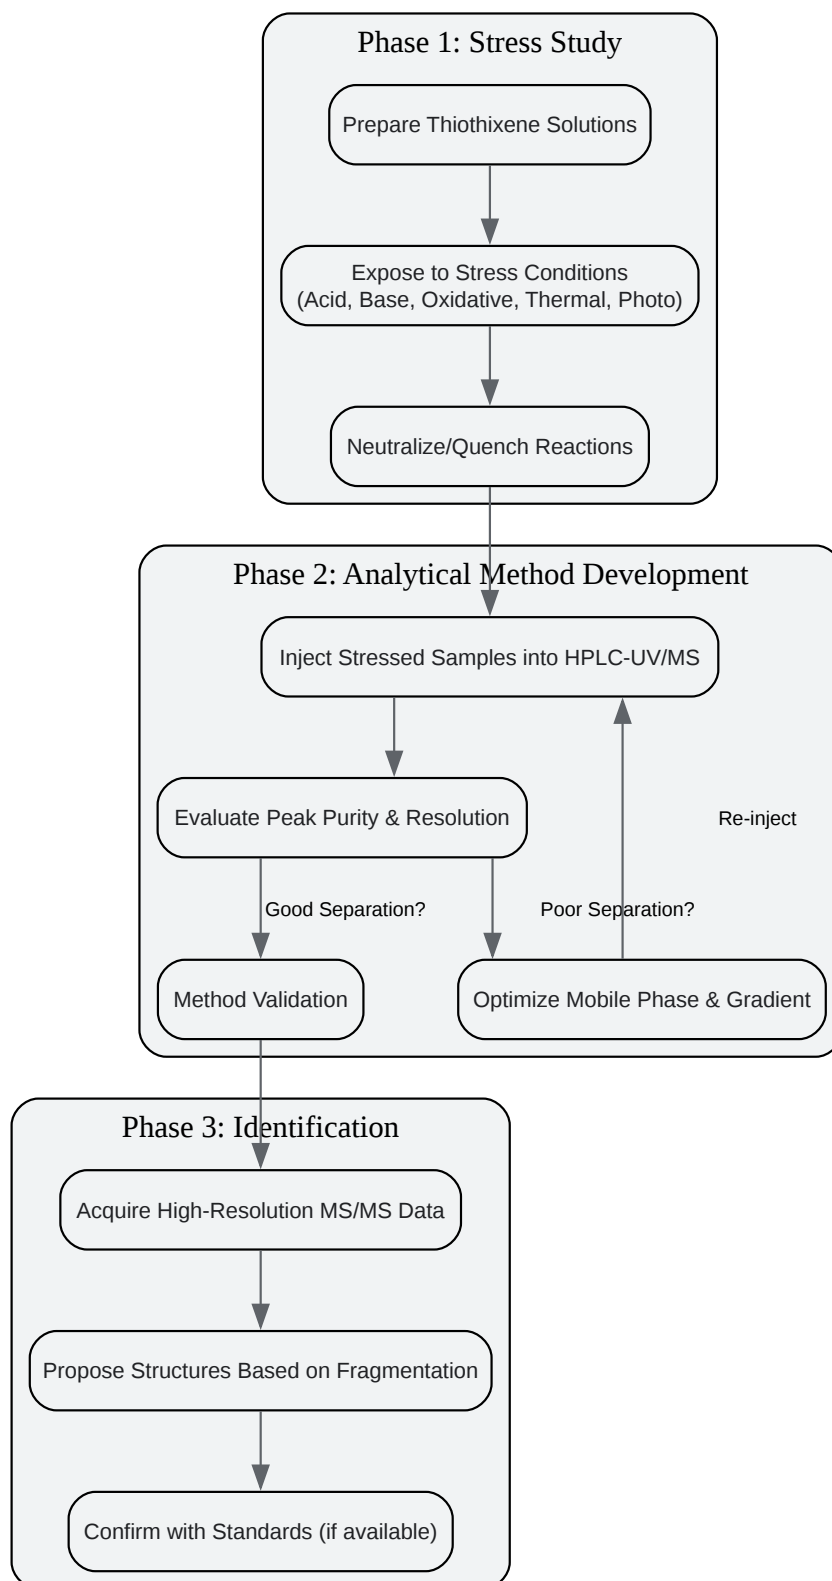 Phase 1: Stress Study
Prepare Thiothixene Solutions
Expose to Stress Conditions
(Acid, Base, Oxidative, Thermal, Photo)
Neutralize/Quench Reactions
Phase 2: Analytical Method Development
Inject Stressed Samples into HPLC-UV/MS
Evaluate Peak Purity & Resolution
Re-inject
Good Separation?
Poor Separation?
Method Validation
Optimize Mobile Phase & Gradient
Phase 3: Identification
Acquire High-Resolution MS/MS Data
Propose Structures Based on Fragmentation
Confirm with Standards (if available)